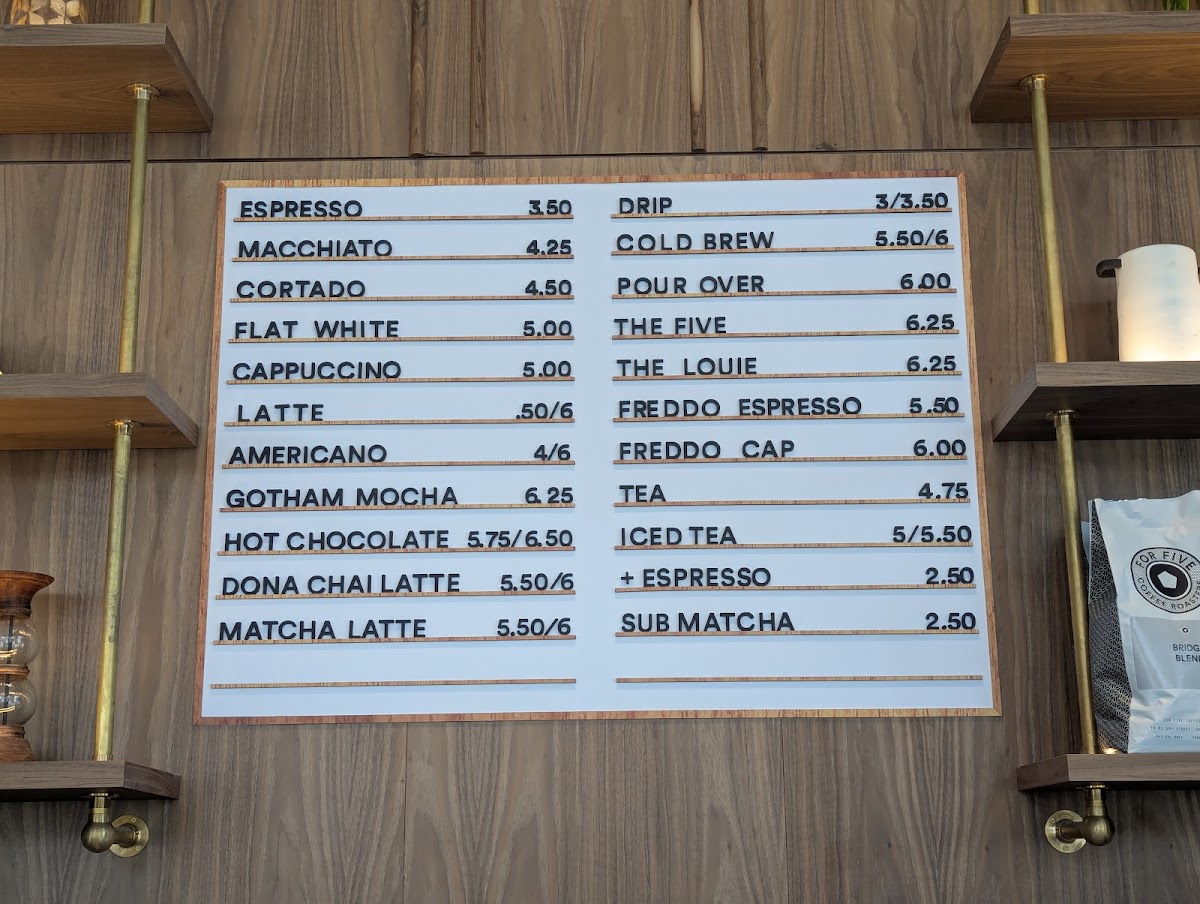 ESPRESSO 3.50
MACCHIATO 4.25
CORTADO 4.50
FLAT WHITE 5.00
CAPPUCCINO 5.00
LATTE .50/6
AMERICANO 4/6
GOTHAM MOCHA 6.25
HOT CHOCOLATE 5.75/6.50
DONA CHAI LATTE 5.50/6
MATCHA LATTE 5.50/6
DRIP 3/3.50
COLD BREW 5.50/6
POUR OVER 6.00
THE FIVE 6.25
THE LOUIE 6.25
FREDDO ESPRESSO 5.50
FREDDO CAP 6.00
TEA 4.75
ICED TEA 5/5.50
+ ESPRESSO 2.50
SUB MATCHA 2.50
FOR FIVE
COFFEE ROAST
BRIDG
BLEN